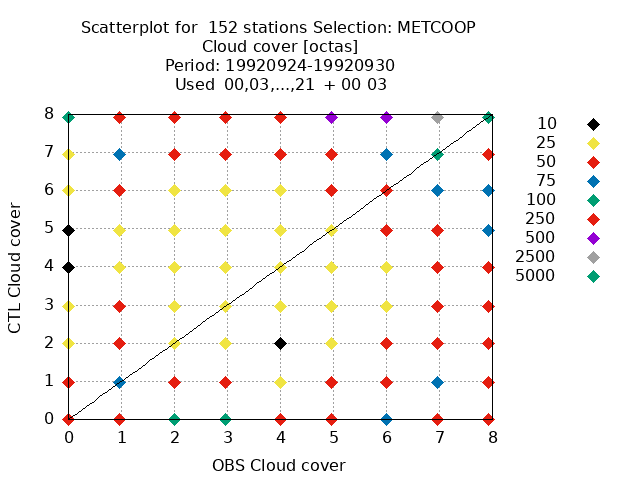 Scatterplot for  152 stations Selection: METCOOP
Cloud cover [octas]
Period: 19920924-19920930
Used  00,03,...,21  + 00 03
8
7
6
5
4
3
2
1
0
CTL Cloud cover
0 1 2 3 4 5 6 7 8
OBS Cloud cover
10
25
50
75
100
250
500
2500
5000